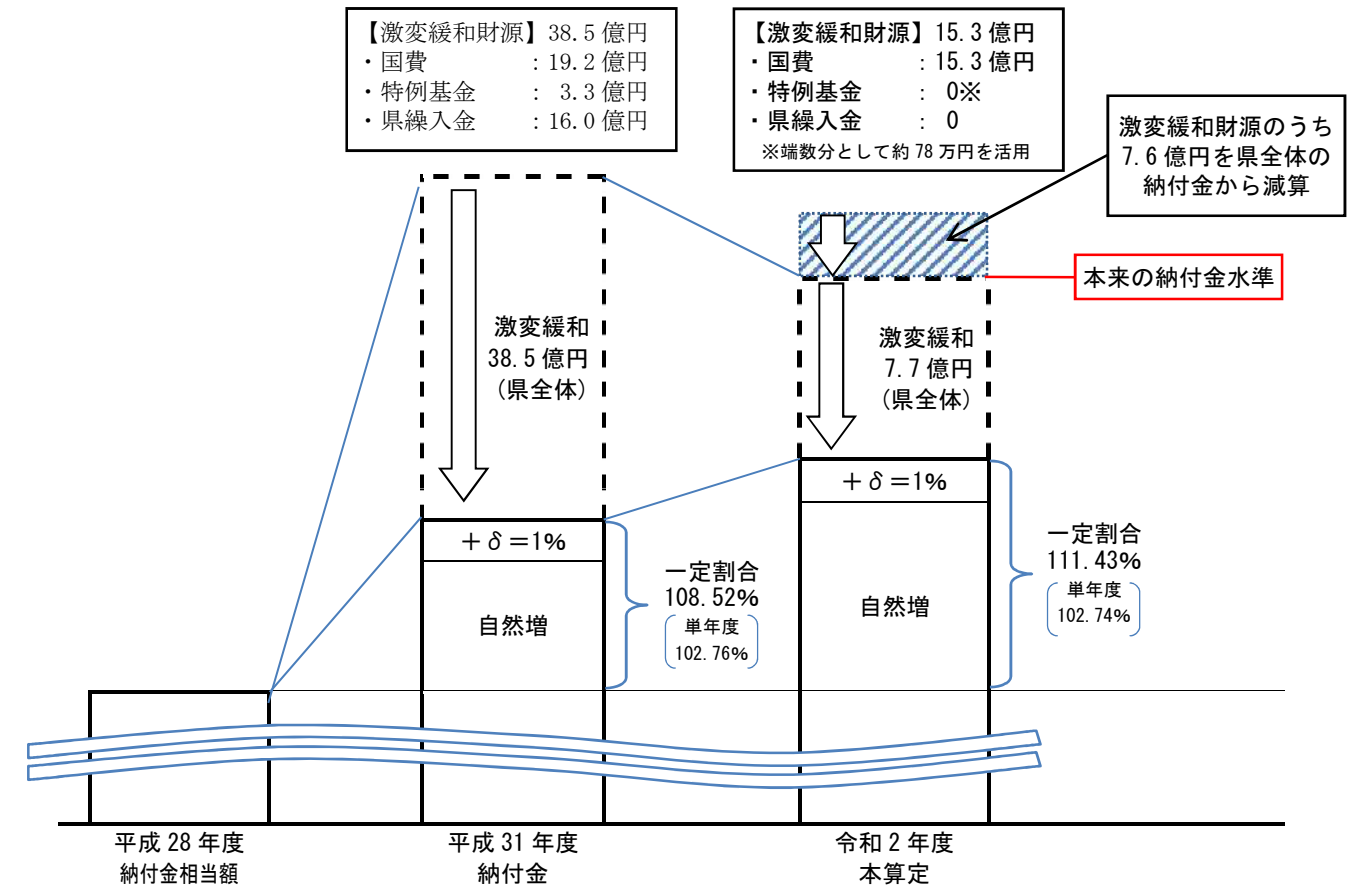 【激変緩和財源】38.5億円
・国費 :19.2億円
・特例基金 : 3.3億円
・県繰入金 :16.0億円
【激変緩和財源】15.3億円
・国費 :15.3億円
・特例基金 : 0※
・県繰入金 : 0
※端数分として約78万円を活用
激変緩和財源のうち
7.6億円を県全体の
納付金から減算
本来の納付金水準
激変緩和
38.5億円
(県全体)
激変緩和
7.7億円
(県全体)
+δ=1%
自然増
一定割合
108.52%
単年度
102.76%
+δ=1%
自然増
一定割合
111.43%
単年度
102.74%
平成28年度
納付金相当額
平成31年度
納付金
令和2年度
本算定